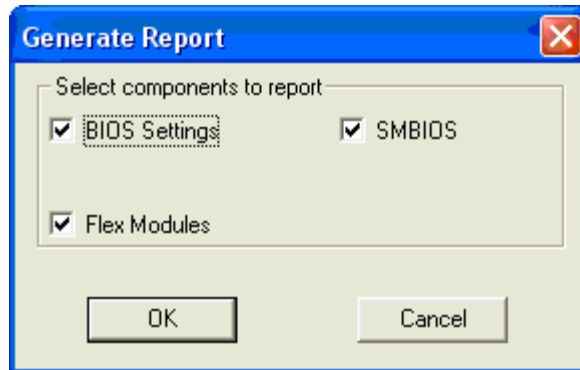 Generate Report
Select components to report
BIOS Settings SMBIOS
Flex Modules
OK Cancel